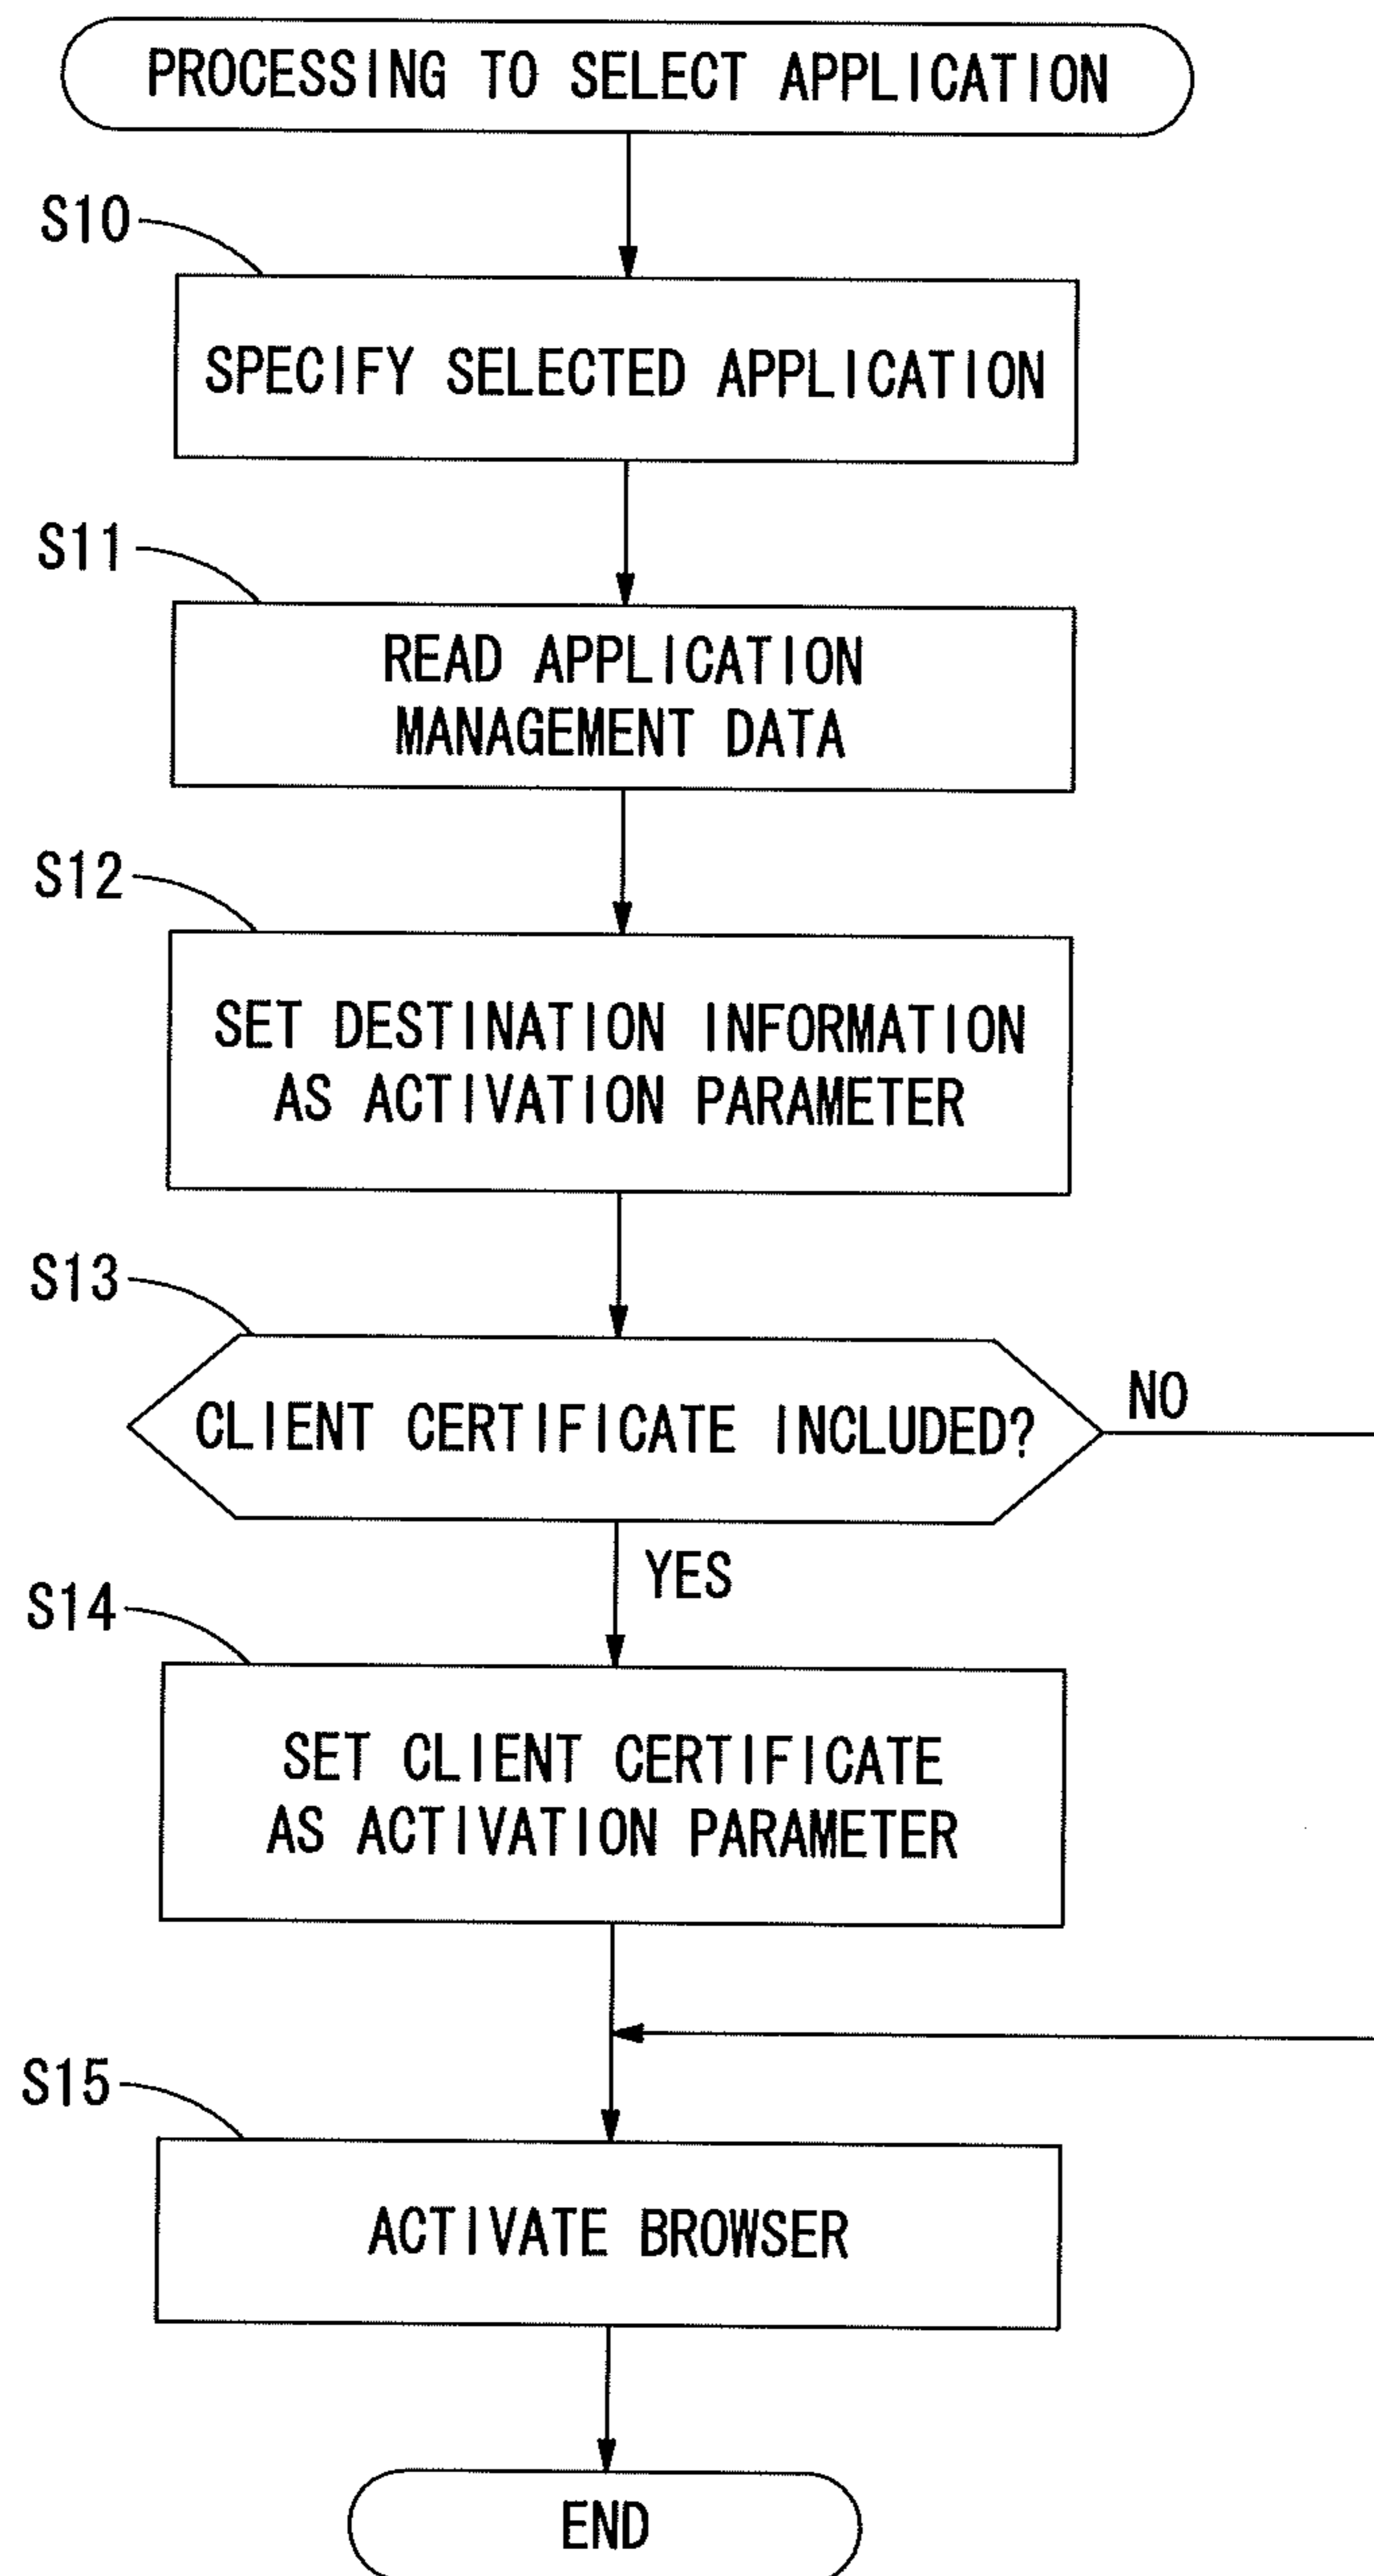 PROCESSING TO SELECT APPLICATION
S10
SPECIFY SELECTED APPLICATION
S11
READ APPLICATION
MANAGEMENT DATA
S12
SET DESTINATION INFORMATION
AS ACTIVATION PARAMETER
S13
CLIENT CERTIFICATE INCLUDED?
NO
YES
S14
SET CLIENT CERTIFICATE
AS ACTIVATION PARAMETER
S15
ACTIVATE BROWSER
END